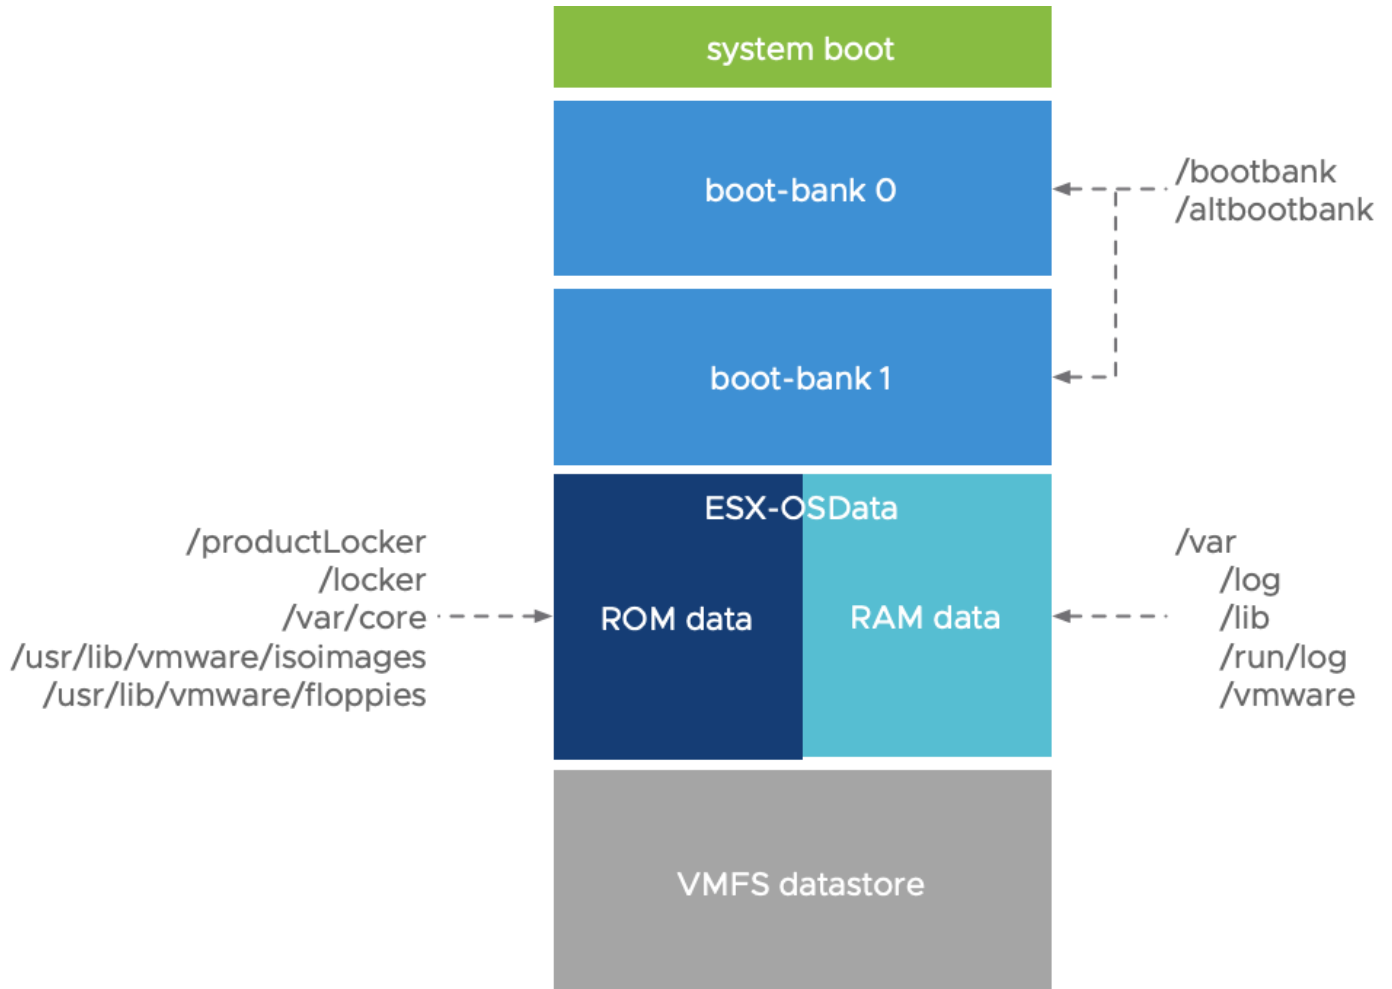 system boot
boot-bank 0
/bootbank
/altbootbank
boot-bank 1
ESX-OSData
/productLocker
/locker
/var/core
/usr/lib/vmware/isoimages
/usr/lib/vmware/floppies
ROM data
RAM data
/var
/log
/lib
/run/log
/vmware
VMFS datastore